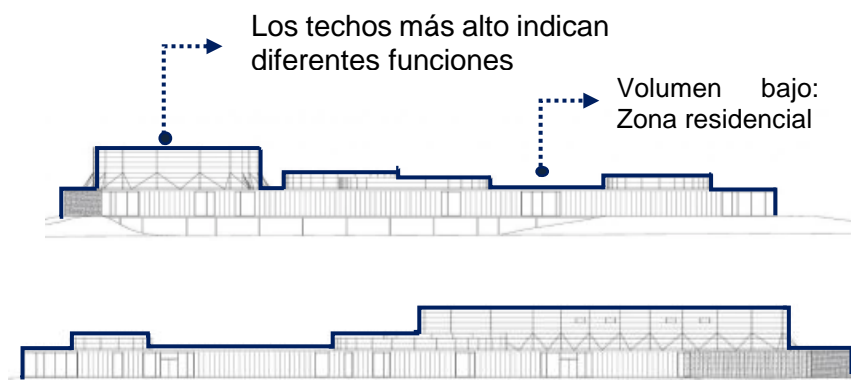 Los techos más alto indican
diferentes funciones
Volumen bajo:
Zona residencial